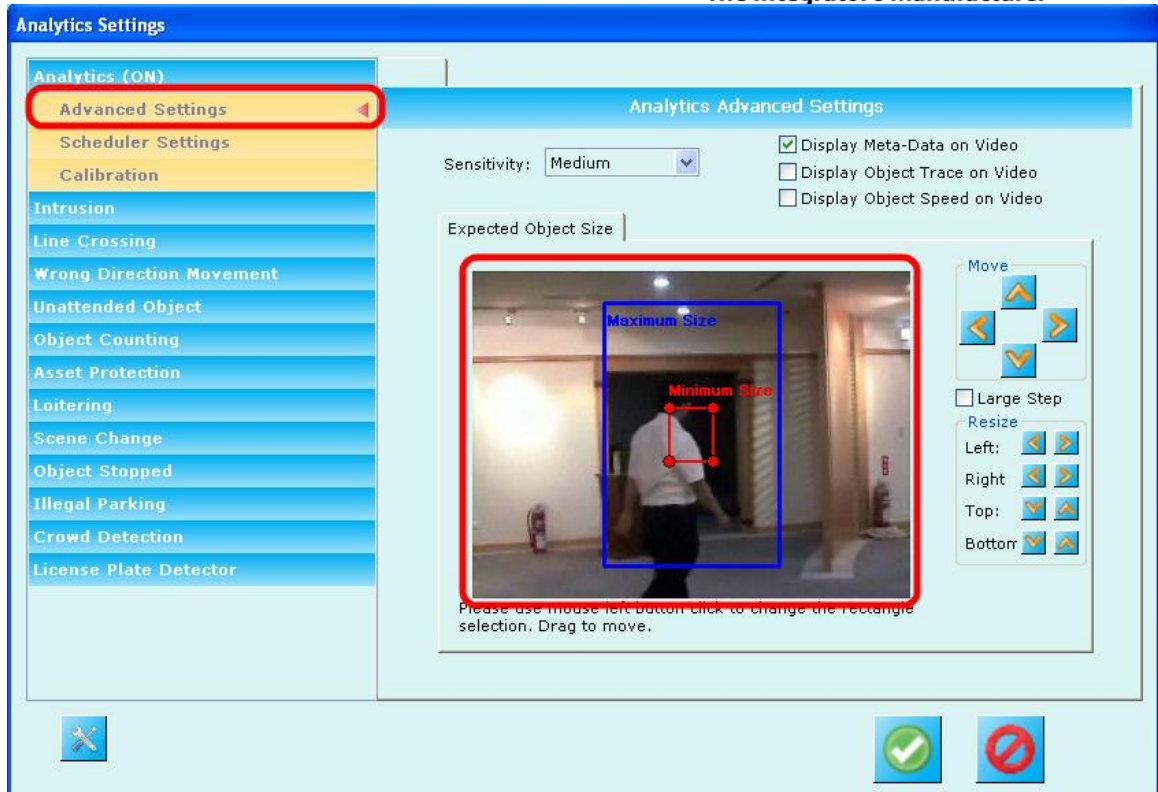 The Integrator's Manufacturer
Analytics Settings
Analytics (ON)
Advanced Settings
Scheduler Settings
Calibration
Intrusion
Line Crossing
Wrong Direction Movement
Unattended Object
Object Counting
Asset Protection
Loitering
Scene Change
Object Stopped
Illegal Parking
Crowd Detection
License Plate Detector
Analytics Advanced Settings
Sensitivity: Medium
Display Meta-Data on Video
Display Object Trace on Video
Display Object Speed on Video
Expected Object Size
Maximum Size
Minimum Size
Please use mouse left button click to change the rectangle
selection. Drag to move.
Move
Large Step
Resize
Left:
Right
Top:
Bottom